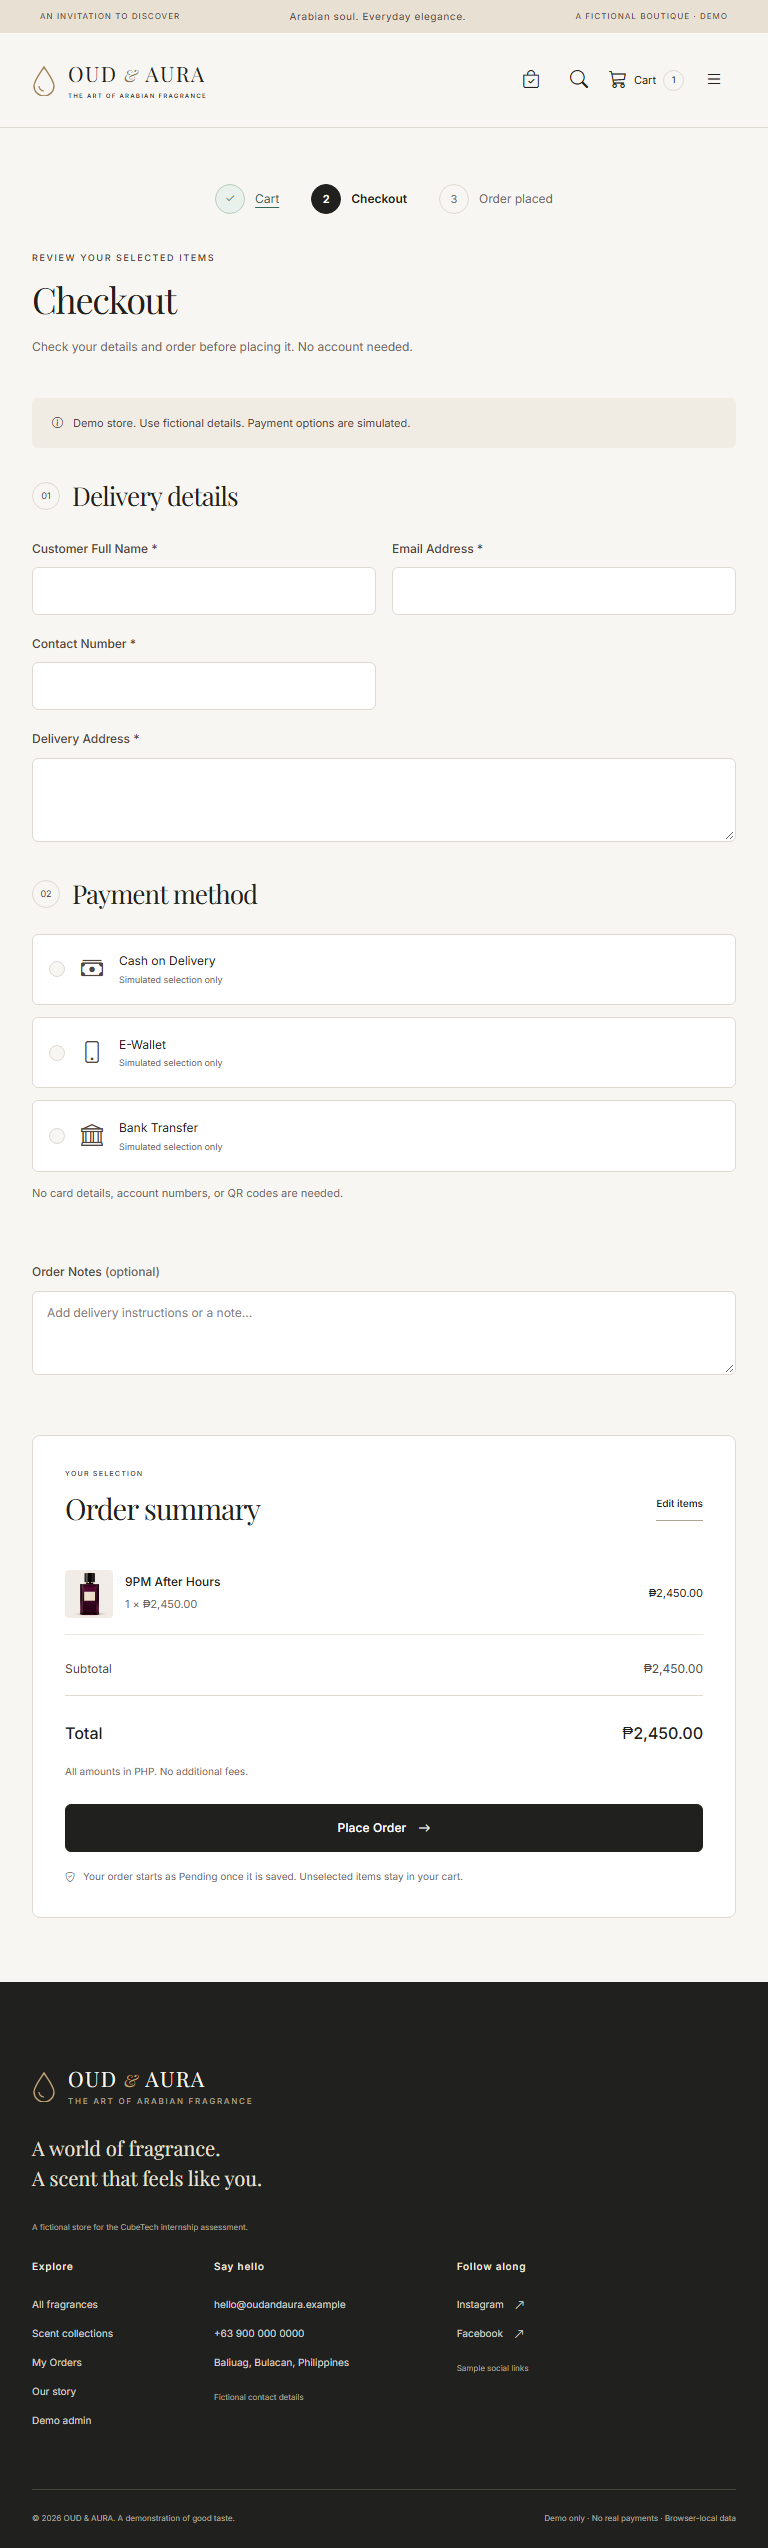 AN INVITATION TO DISCOVER
Arabian soul. Everyday elegance.
A FICTIONAL BOUTIQUE · DEMO
OUD & AURA
THE ART OF ARABIAN FRAGRANCE
Cart 1
Cart
2 Checkout
3 Order placed
REVIEW YOUR SELECTED ITEMS
Checkout
Check your details and order before placing it. No account needed.
Demo store. Use fictional details. Payment options are simulated.
01 Delivery details
Customer Full Name *
Email Address *
Contact Number *
Delivery Address *
02 Payment method
Cash on Delivery
Simulated selection only
E-Wallet
Simulated selection only
Bank Transfer
Simulated selection only
No card details, account numbers, or QR codes are needed.
Order Notes (optional)
Add delivery instructions or a note...
YOUR SELECTION
Order summary
Edit items
9PM After Hours
1 × ₱2,450.00
₱2,450.00
Subtotal
₱2,450.00
Total
₱2,450.00
All amounts in PHP. No additional fees.
Place Order →
Your order starts as Pending once it is saved. Unselected items stay in your cart.
OUD & AURA
THE ART OF ARABIAN FRAGRANCE
A world of fragrance.
A scent that feels like you.
A fictional store for the CubeTech internship assessment.
Explore
All fragrances
Scent collections
My Orders
Our story
Demo admin
Say hello
hello@oudandaura.example
+63 900 000 0000
Baliuag, Bulacan, Philippines
Fictional contact details
Follow along
Instagram
Facebook
Sample social links
© 2026 OUD & AURA. A demonstration of good taste.
Demo only · No real payments · Browser-local data